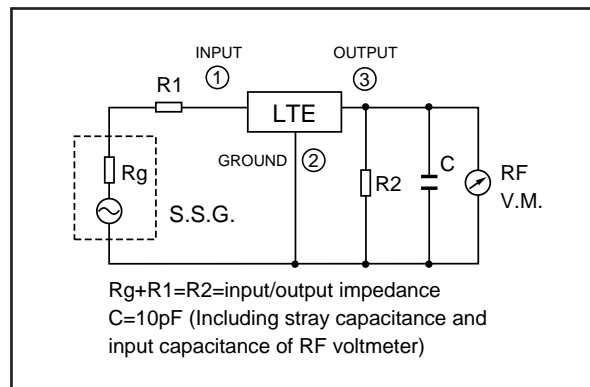 INPUT
OUTPUT
①
③
R1
LTE
GROUND
②
Rg
S.S.G.
R2
C
RF
V.M.
Rg+R1=R2=input/output impedance
C=10pF (Including stray capacitance and
input capacitance of RF voltmeter)